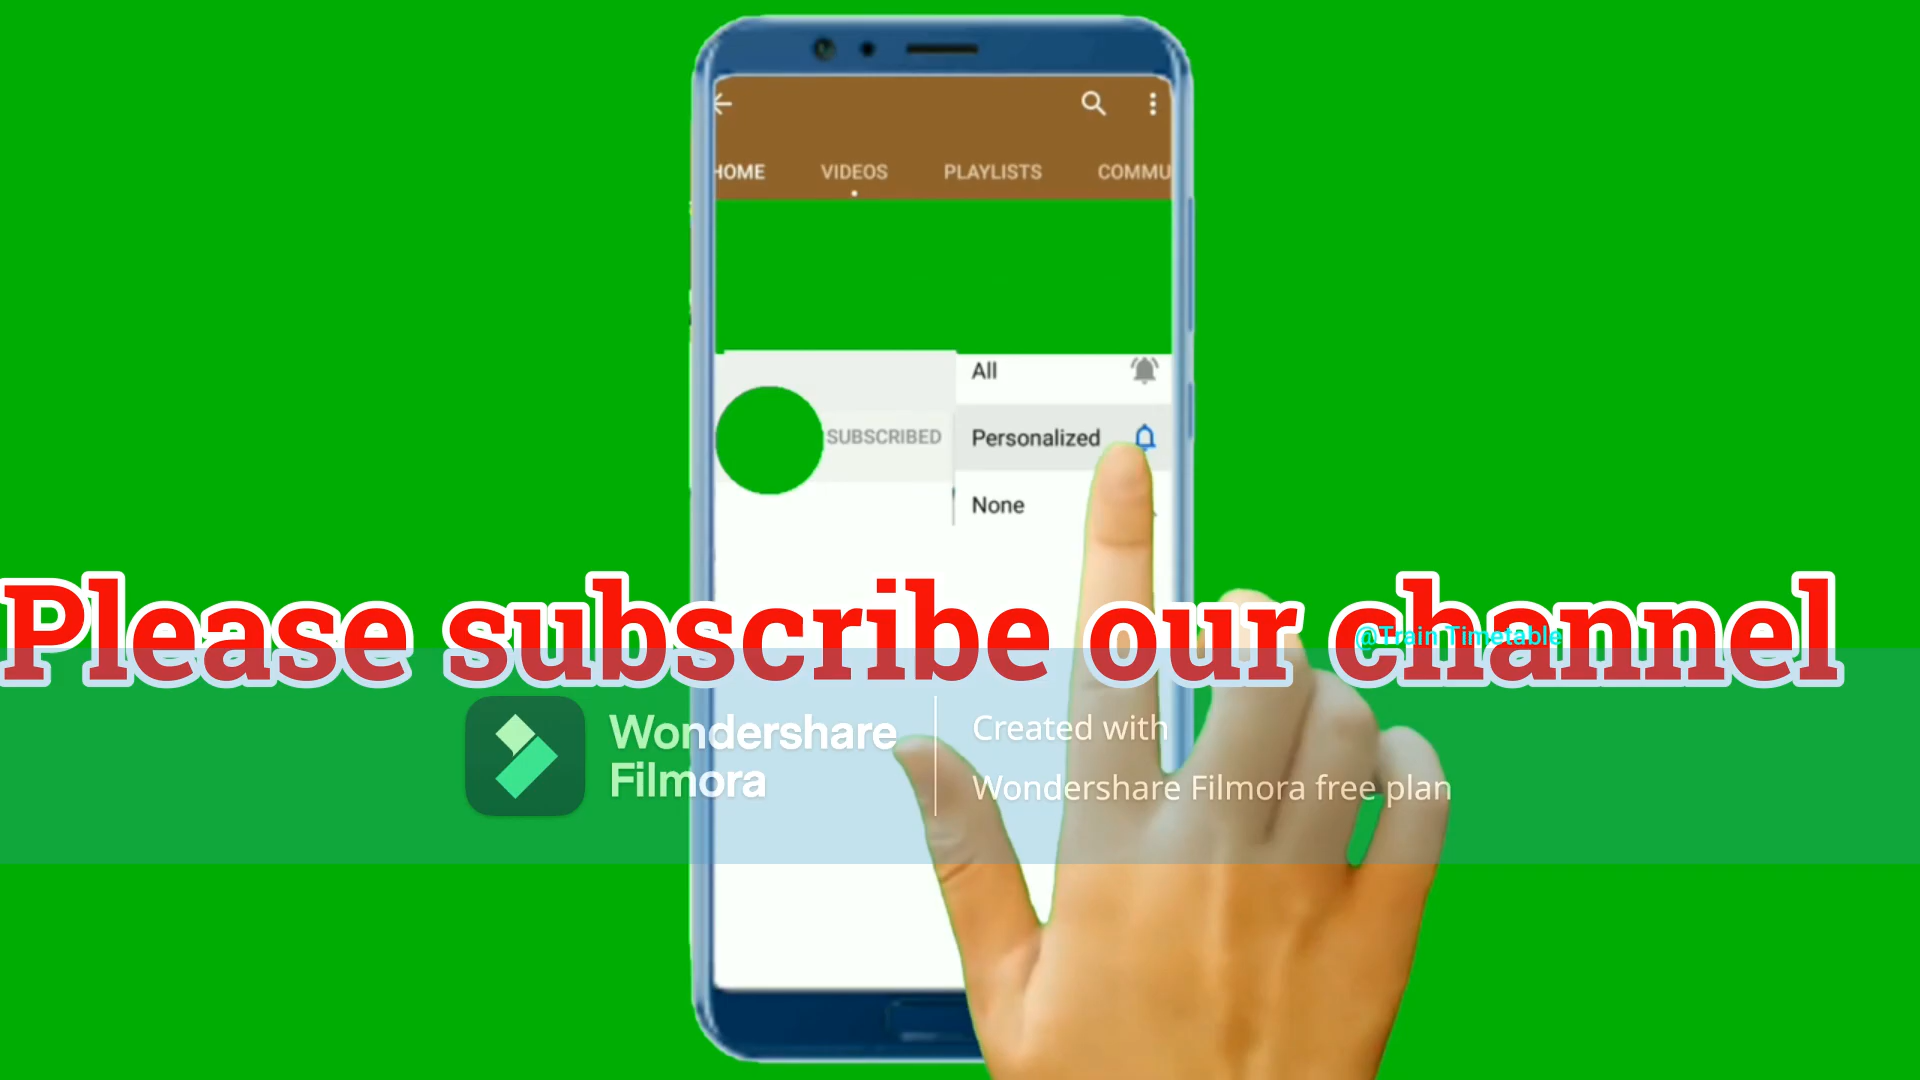 HOME VIDEOS PLAYLISTS COMMU
All
SUBSCRIBED Personalized
None
Please subscribe our channel
@Train Timetable
Wondershare
Filmora
Created with
Wondershare Filmora free plan